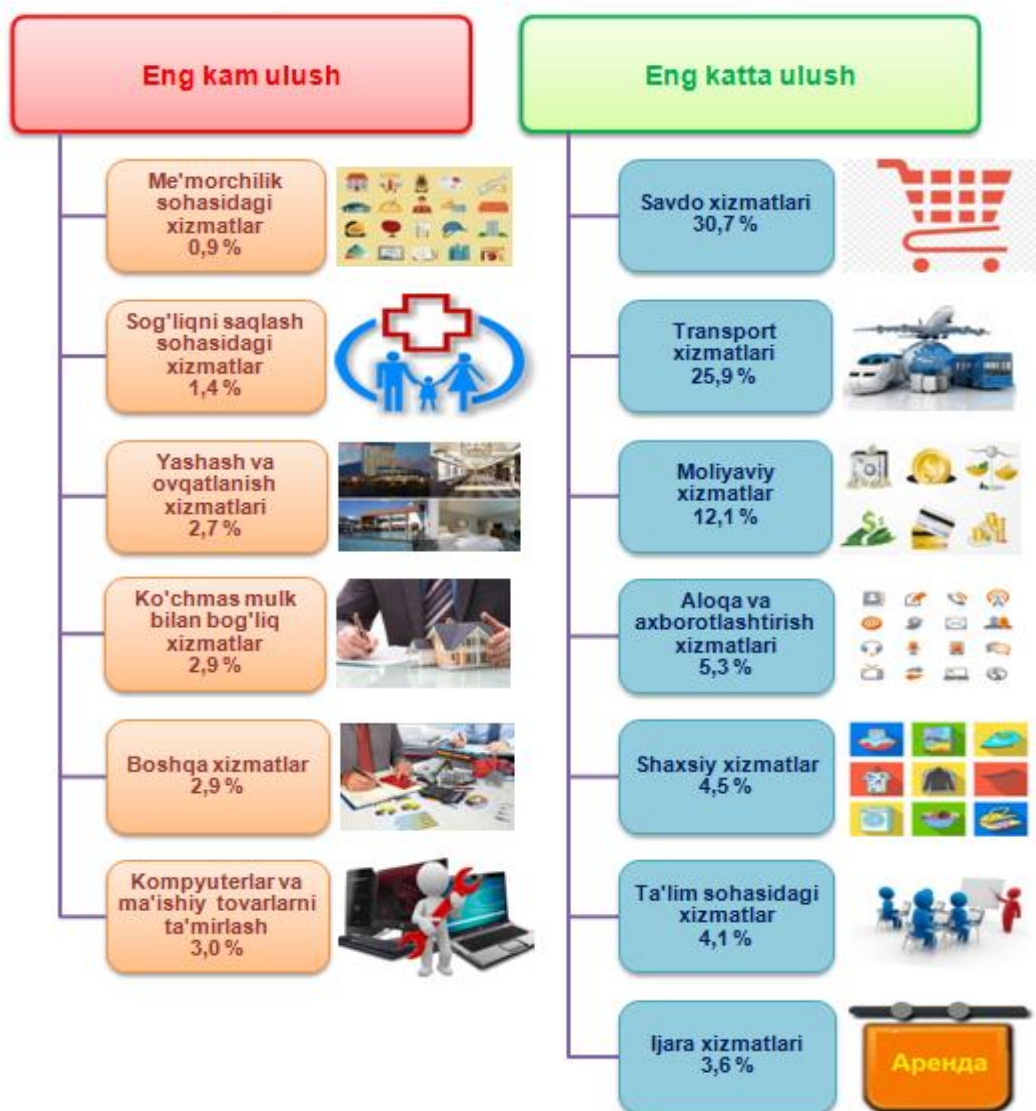 Eng kam ulush
Me'morchilik
sohasidagi
xizmatlar
0,9 %
Sog'liqni saqlash
sohasidagi
xizmatlar
1,4 %
Yashash va
ovqatlanish
xizmatlari
2,7 %
Ko'chmas mulk
bilan bog'liq
xizmatlar
2,9 %
Boshqa xizmatlar
2,9 %
Kompyuterlar va
ma'ishiy tovarlarni
ta'mirlash
3,0 %
Eng katta ulush
Savdo xizmatlari
30,7 %
Transport
xizmatlari
25,9 %
Moliyaviy
xizmatlar
12,1 %
Aloqa va
axborotlashtirish
xizmatlari
5,3 %
Shaxsiy xizmatlar
4,5 %
Ta'lim sohasidagi
xizmatlar
4,1 %
Ijara xizmatlari
3,6 %
Аренда